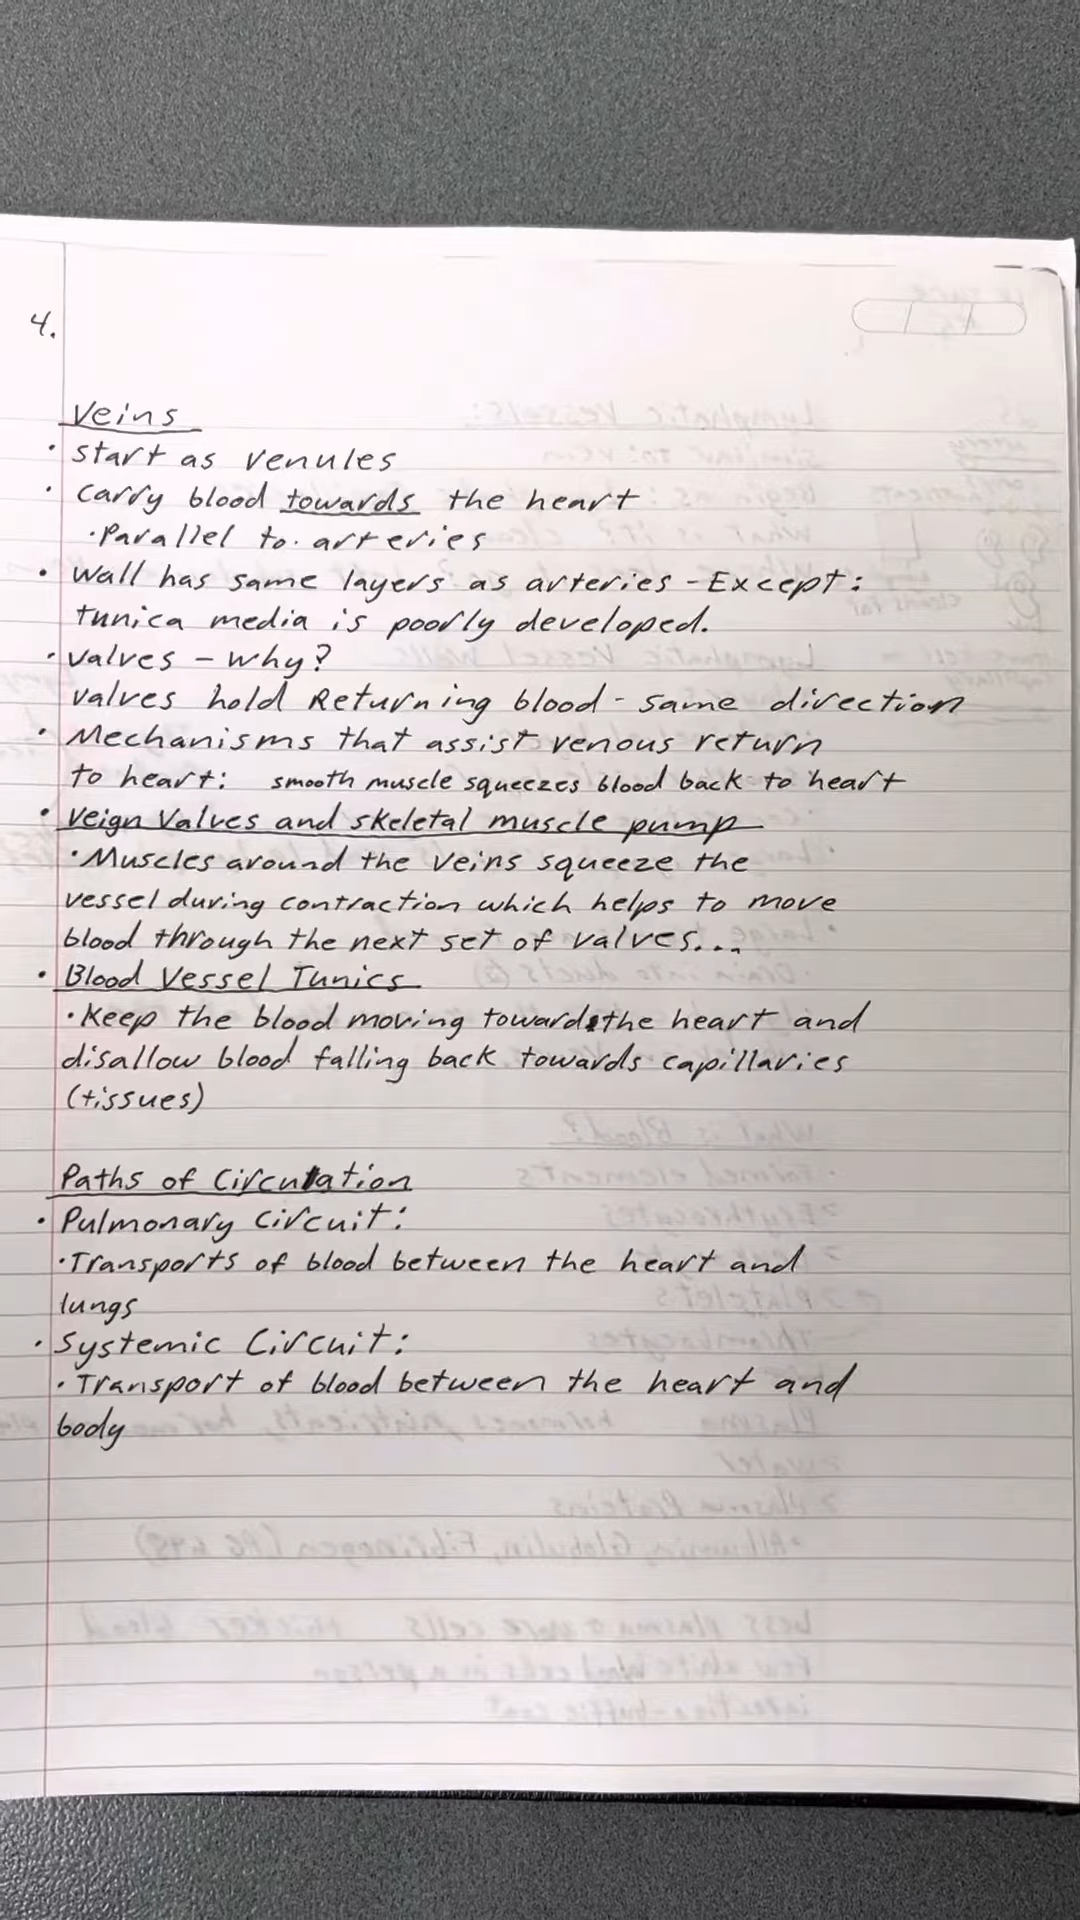 4.
Veins
• start as venules
• carry blood towards the heart
• Parallel to arteries
• Wall has same layers as arteries - Except:
tunica media is poorly developed.
• valves - why?
valves hold Returning blood - same direction
• Mechanisms that assist venous return
to heart: smooth muscle squeezes blood back to heart
• Veign Valves and skeletal muscle pump
• Muscles around the veins squeeze the
vessel during contraction which helps to move
blood through the next set of valves...
• Blood Vessel Tunics
• Keep the blood moving towards the heart and
disallow blood falling back towards capillaries
(tissues)
Paths of Circulation
• Pulmonary Circuit:
• Transports of blood between the heart and
lungs
• Systemic Circuit:
• Transport of blood between the heart and
body